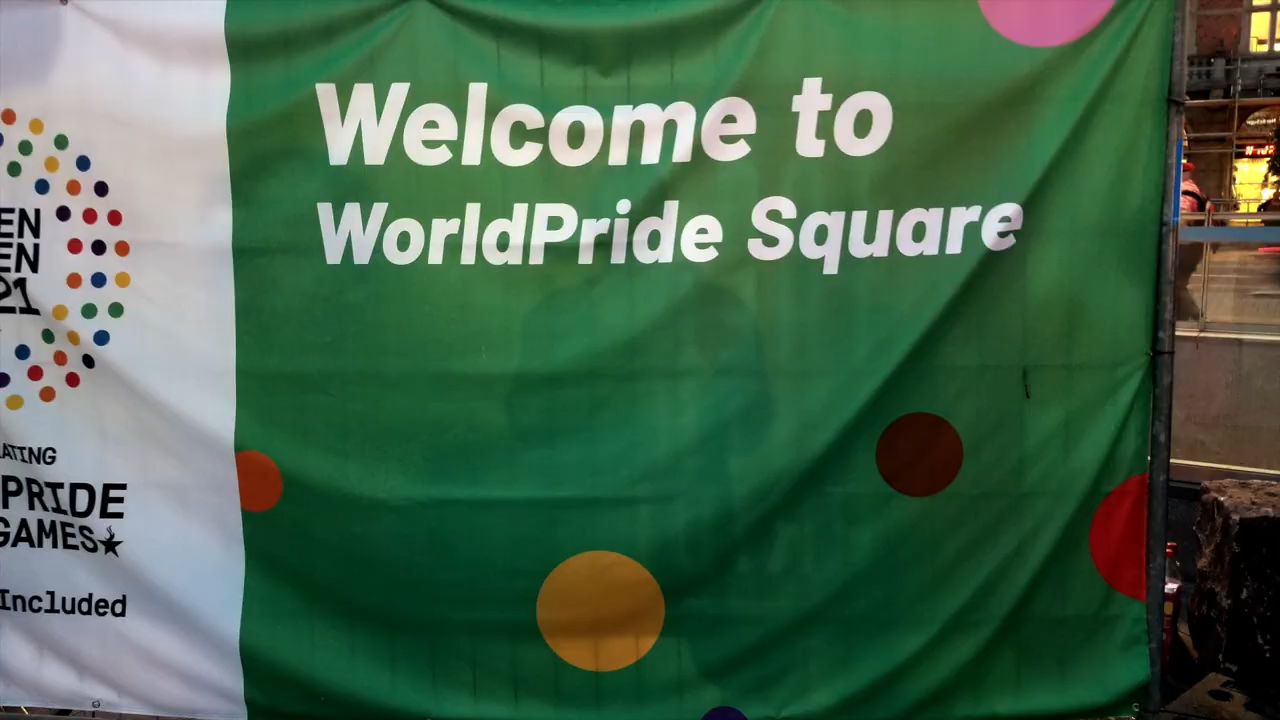 Welcome to
WorldPride Square
EN
EN
21
ATING
PRIDE
GAMES
Included